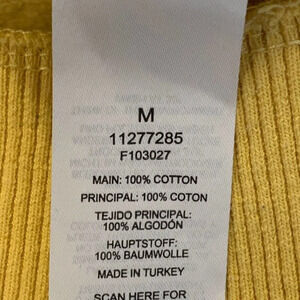 M
11277285
F103027
MAIN: 100% COTTON
PRINCIPAL: 100% COTON
TEJIDO PRINCIPAL:
100% ALGODÓN
HAUPTSTOFF:
100% BAUMWOLLE
MADE IN TURKEY
SCAN HERE FOR